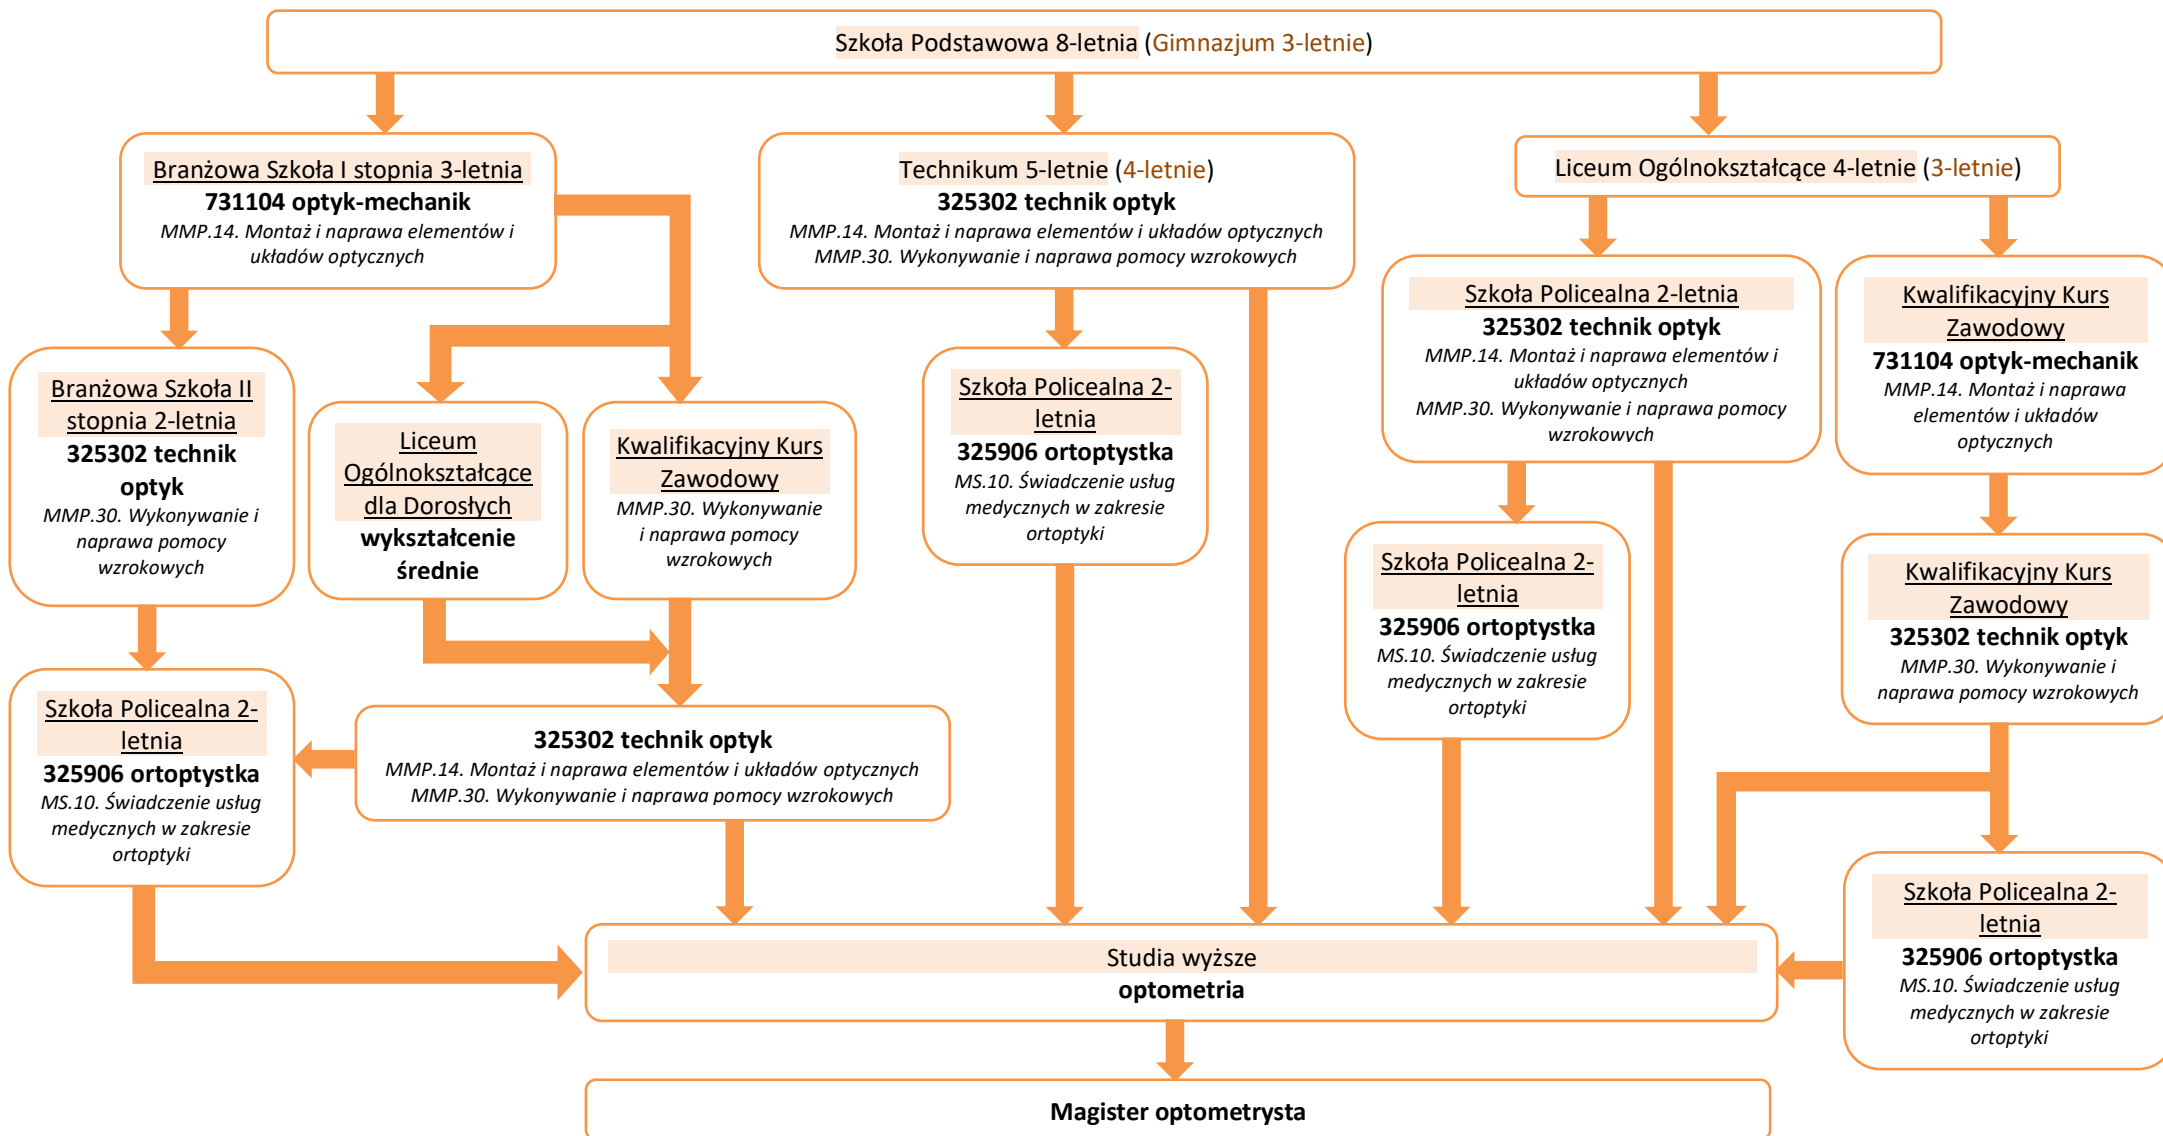 Szkoła Podstawowa 8-letnia (Gimnazjum 3-letnie)
Branżowa Szkoła I stopnia 3-letnia
731104 optyk-mechanik
MMP.14. Montaż i naprawa elementów i
układów optycznych
Technikum 5-letnie (4-letnie)
325302 technik optyk
MMP.14. Montaż i naprawa elementów i układów optycznych
MMP.30. Wykonywanie i naprawa pomocy wzrokowych
Liceum Ogólnokształcące 4-letnie (3-letnie)
Szkoła Policealna 2-letnia
325302 technik optyk
MMP.14. Montaż i naprawa elementów i
układów optycznych
MMP.30. Wykonywanie i naprawa pomocy
wzrokowych
Kwalifikacyjny Kurs
Zawodowy
731104 optyk-mechanik
MMP.14. Montaż i naprawa
elementów i układów
optycznych
Branżowa Szkoła II
stopnia 2-letnia
325302 technik
optyk
MMP.30. Wykonywanie i
naprawa pomocy
wzrokowych
Liceum
Ogólnokształcące
dla Dorosłych
wykształcenie
średnie
Kwalifikacyjny Kurs
Zawodowy
MMP.30. Wykonywanie
i naprawa pomocy
wzrokowych
Szkoła Policealna 2-
letnia
325906 ortoptystka
MS.10. Świadczenie usług
medycznych w zakresie
ortoptyki
Szkoła Policealna 2-
letnia
325906 ortoptystka
MS.10. Świadczenie usług
medycznych w zakresie
ortoptyki
Kwalifikacyjny Kurs
Zawodowy
325302 technik optyk
MMP.30. Wykonywanie i
naprawa pomocy wzrokowych
Szkoła Policealna 2-
letnia
325906 ortoptystka
MS.10. Świadczenie usług
medycznych w zakresie
ortoptyki
325302 technik optyk
MMP.14. Montaż i naprawa elementów i układów optycznych
MMP.30. Wykonywanie i naprawa pomocy wzrokowych
Szkoła Policealna 2-
letnia
325906 ortoptystka
MS.10. Świadczenie usług
medycznych w zakresie
ortoptyki
Studia wyższe
optometria
Magister optometrysta